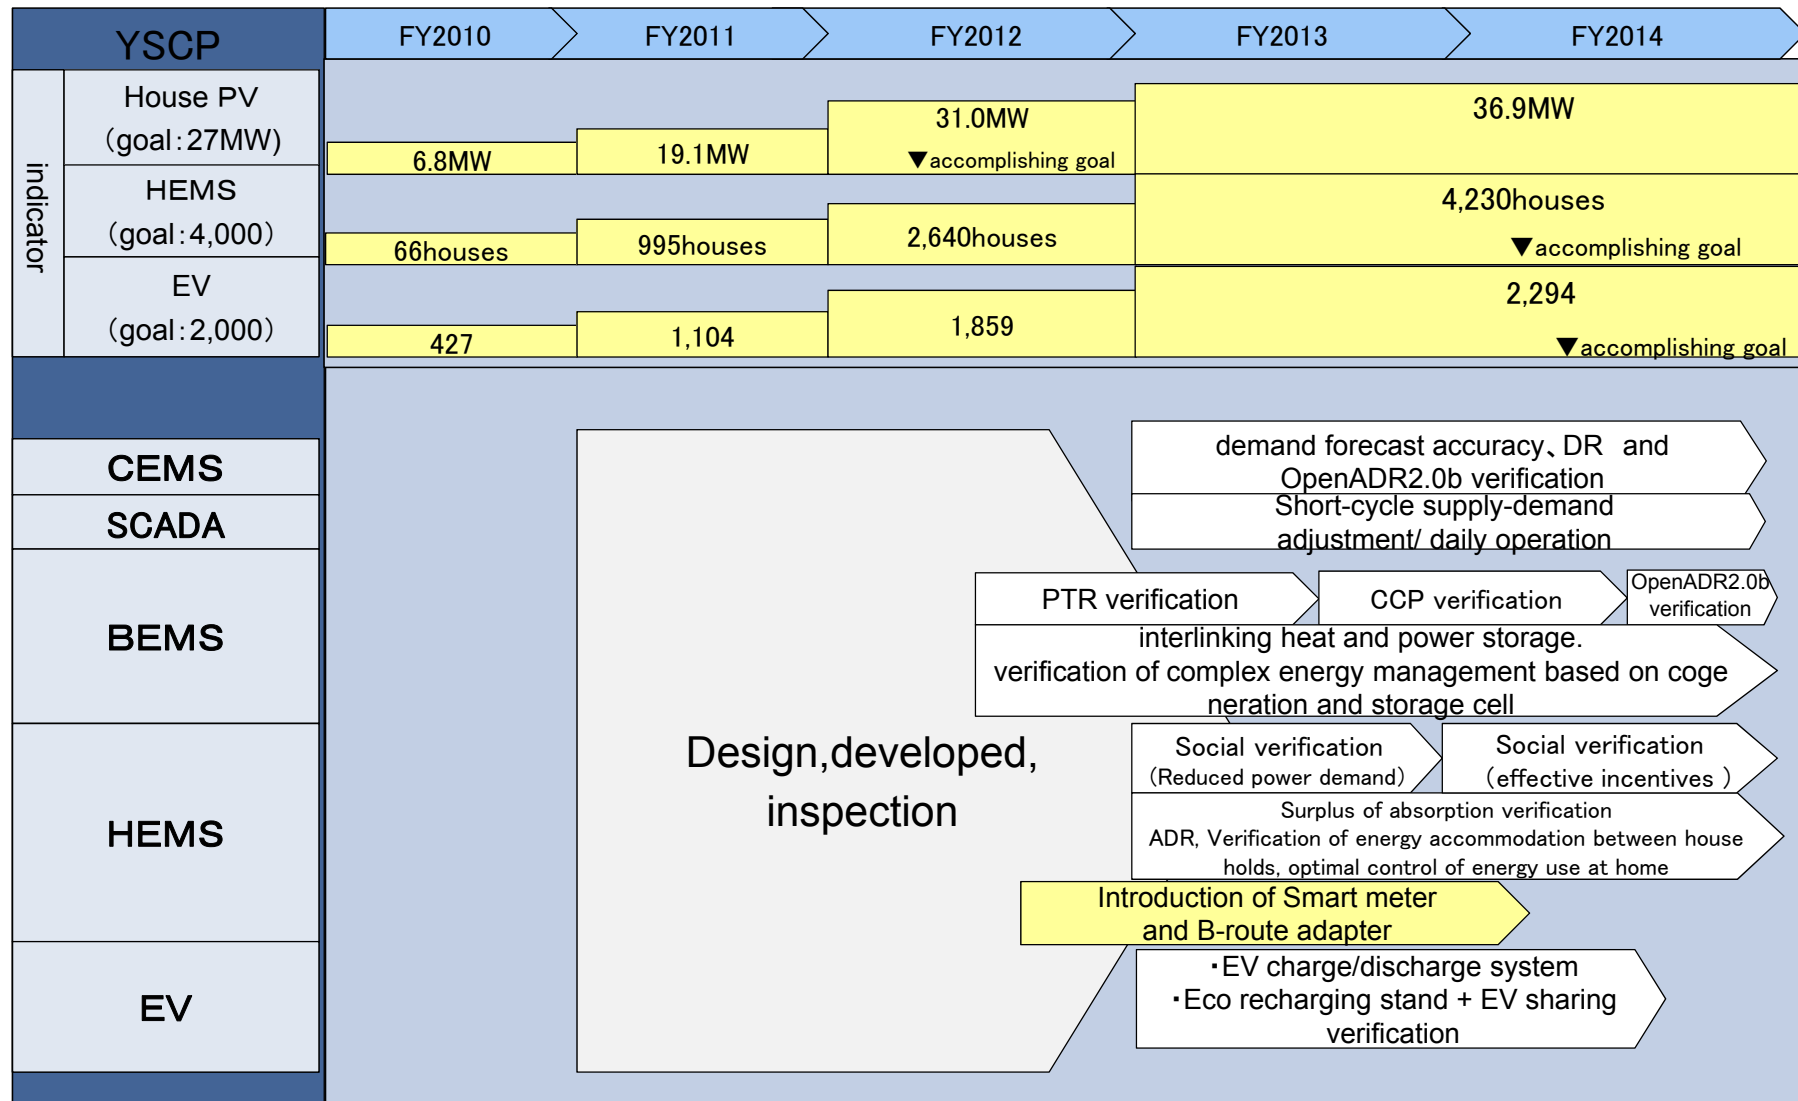 YSCP
FY2010
FY2011
FY2012
FY2013
FY2014
indicator
House PV
(goal:27MW)
6.8MW
19.1MW
31.0MW
▼accomplishing goal
36.9MW
HEMS
(goal:4,000)
66houses
995houses
2,640houses
4,230houses
▼accomplishing goal
EV
(goal:2,000)
427
1,104
1,859
2,294
▼accomplishing goal
Design,developed,
inspection
CEMS
demand forecast accuracy、DR and
OpenADR2.0b verification
SCADA
Short-cycle supply-demand
adjustment/ daily operation
BEMS
PTR verification
CCP verification
OpenADR2.0b
verification
interlinking heat and power storage.
verification of complex energy management based on coge
neration and storage cell
HEMS
Social verification
(Reduced power demand)
Social verification
(effective incentives )
Surplus of absorption verification
ADR, Verification of energy accommodation between house
holds, optimal control of energy use at home
Introduction of Smart meter
and B-route adapter
EV
・EV charge/discharge system
・Eco recharging stand + EV sharing
verification